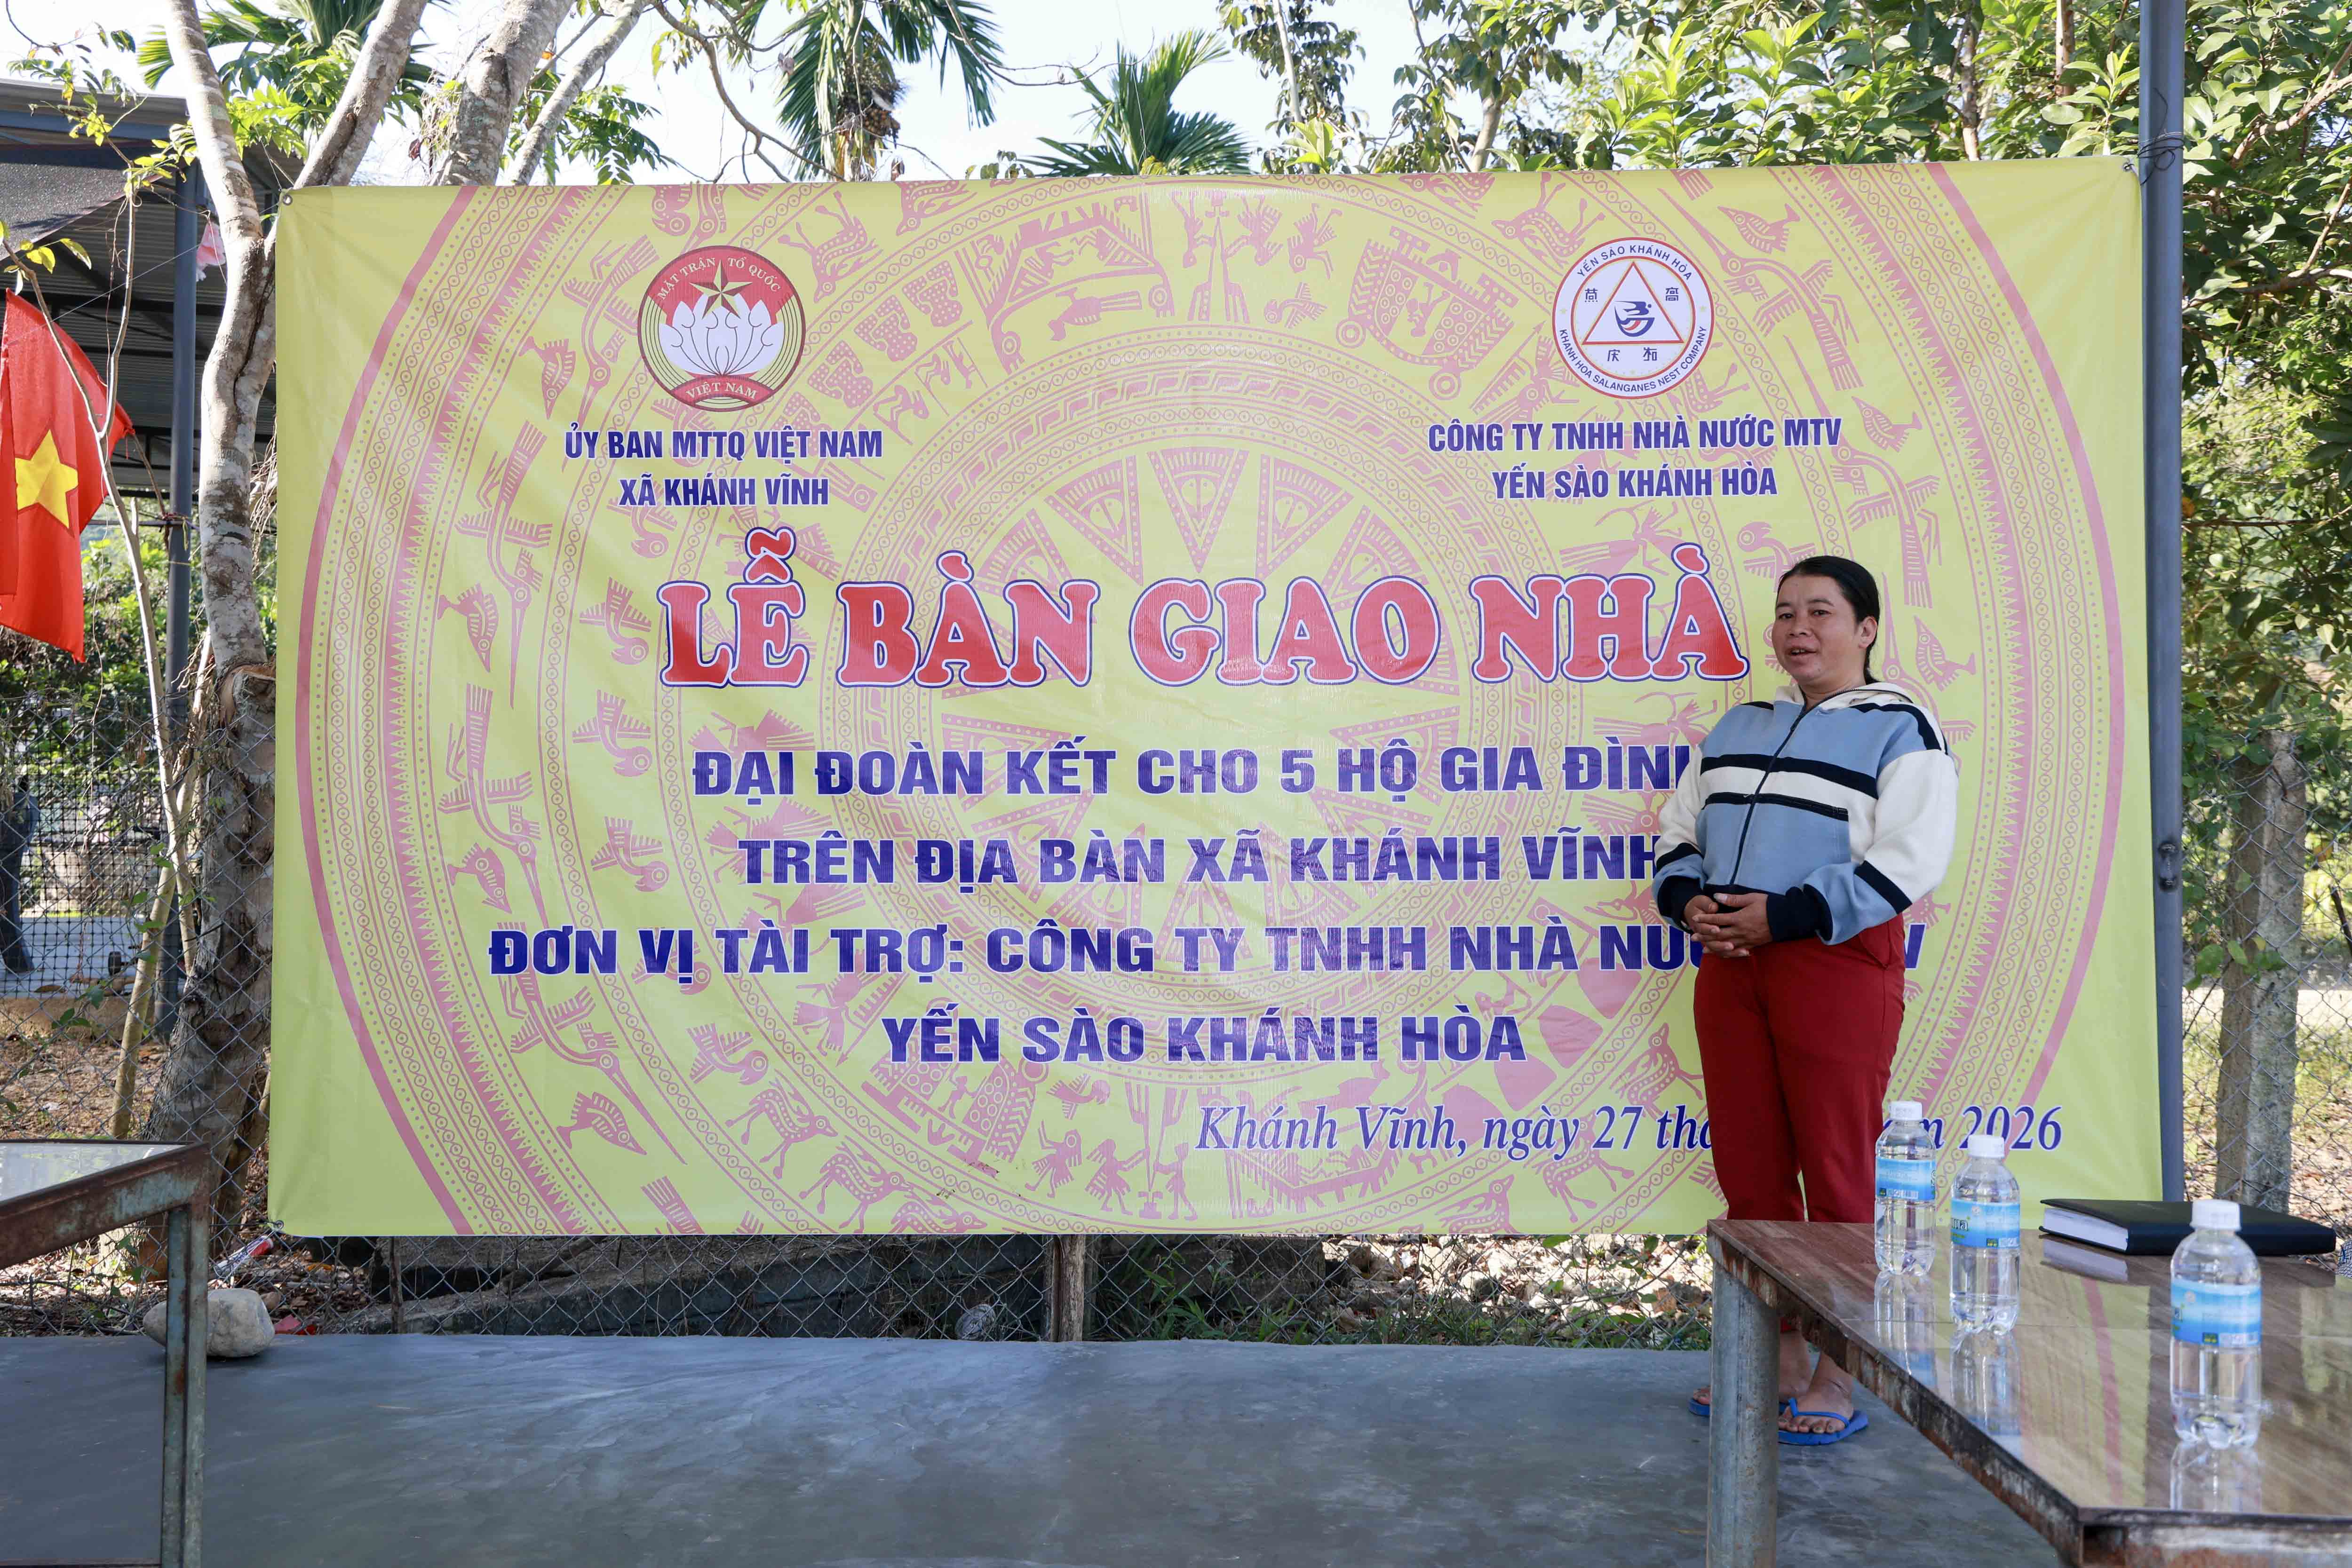 MẶT TRẬN TỔ QUỐC
VIỆT NAM
YẾN SÀO KHÁNH HÒA
KHANH HOA SALANGANES NEST COMPANY
ỦY BAN MTTQ VIỆT NAM
XÃ KHÁNH VĨNH
CÔNG TY TNHH NHÀ NƯỚC MTV
YẾN SÀO KHÁNH HÒA
LỄ BÀN GIAO NHÀ
ĐẠI ĐOÀN KẾT CHO 5 HỘ GIA ĐÌNH
TRÊN ĐỊA BÀN XÃ KHÁNH VĨNH
ĐƠN VỊ TÀI TRỢ: CÔNG TY TNHH NHÀ
YẾN SÀO KHÁNH HÒA
Khánh Vĩnh, ngày 27 2026